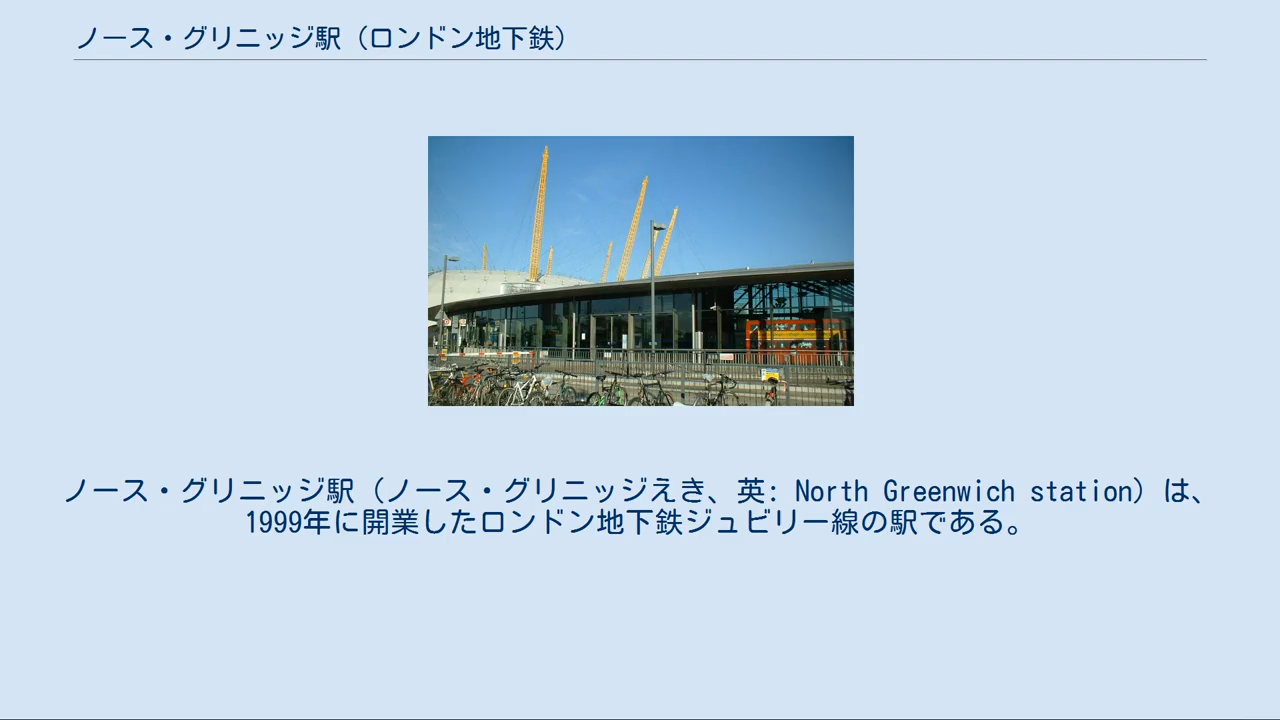 ノース・グリニッジ駅（ロンドン地下鉄）
ノース・グリニッジ駅（ノース・グリニッジえき、英: North Greenwich station）は、
1999年に開業したロンドン地下鉄ジュビリー線の駅である。